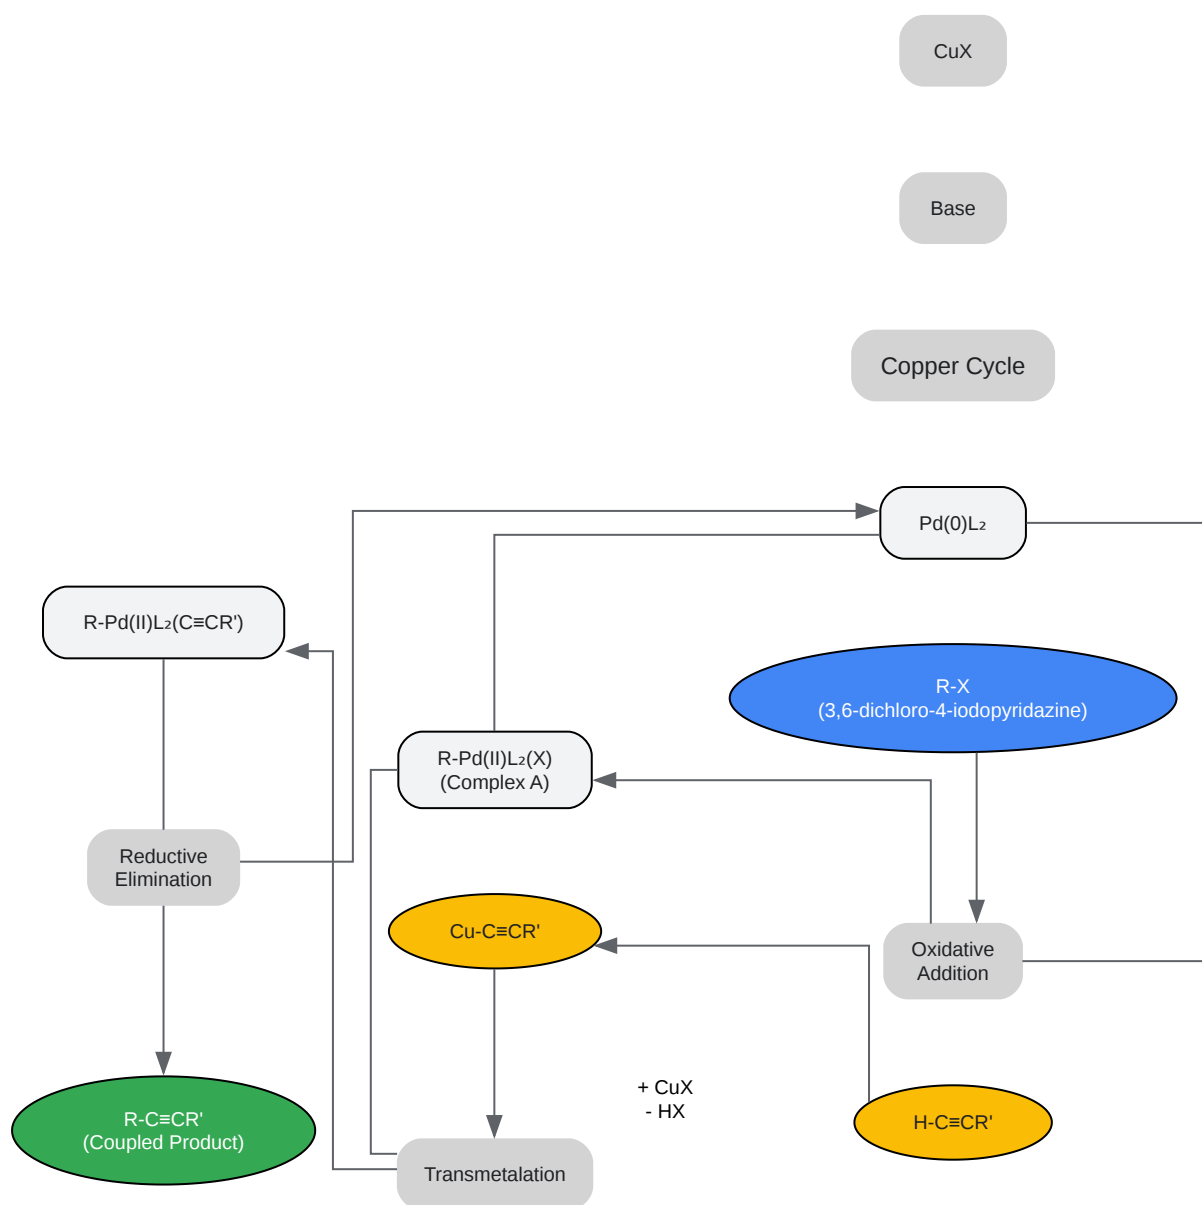 CuX
Base
Copper Cycle
Pd(0)L₂
R-Pd(II)L₂(C≡CR')
R-X
(3,6-dichloro-4-iodopyridazine)
R-Pd(II)L₂(X)
(Complex A)
Reductive
Elimination
Cu-C≡CR'
Oxidative
Addition
+ CuX
- HX
H-C≡CR'
R-C≡CR'
(Coupled Product)
Transmetalation